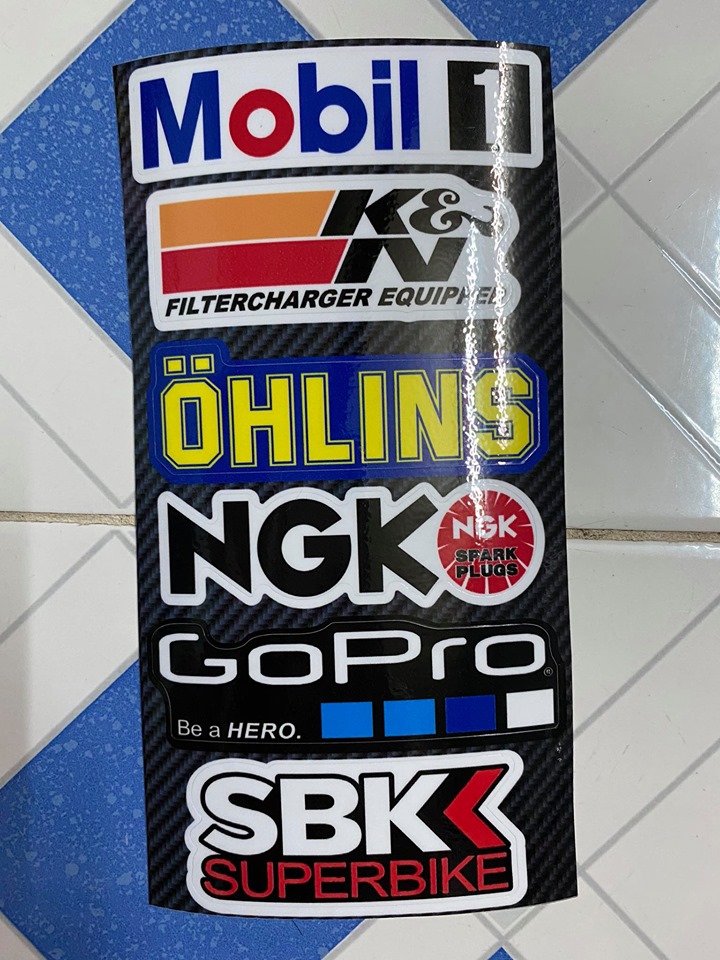 Mobil 1
K&N
FILTERCHARGER EQUIPPED
ÖHLINS
NGK
NGK
SPARK
PLUGS
GoPro
Be a HERO.
SBK
SUPERBIKE